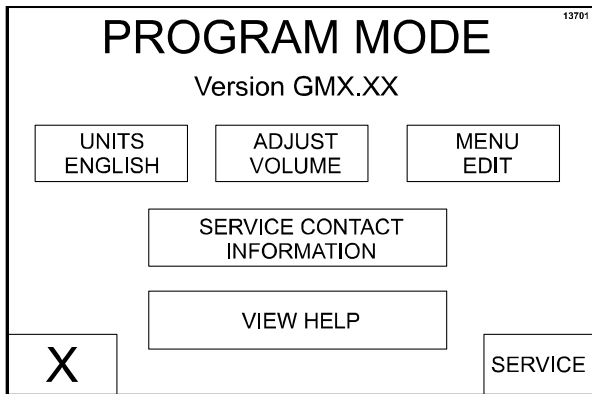 13701
PROGRAM MODE
Version GMX.XX
UNITS
ENGLISH
ADJUST
VOLUME
MENU
EDIT
SERVICE CONTACT
INFORMATION
VIEW HELP
X
SERVICE